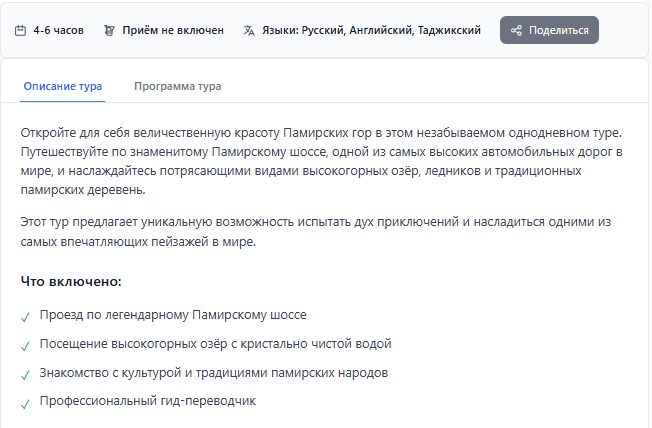 4-6 часов Приём не включен Языки: Русский, Английский, Таджикский Поделиться
Описание тура Программа тура
Откройте для себя величественную красоту Памирских гор в этом незабываемом однодневном туре.
Путешествуйте по знаменитому Памирскому шоссе, одной из самых высоких автомобильных дорог в
мире, и наслаждайтесь потрясающими видами высокогорных озёр, ледников и традиционных
памирских деревень.
Этот тур предлагает уникальную возможность испытать дух приключений и насладиться одними из
самых впечатляющих пейзажей в мире.
Что включено:
Проезд по легендарному Памирскому шоссе
Посещение высокогорных озёр с кристально чистой водой
Знакомство с культурой и традициями памирских народов
Профессиональный гид-переводчик